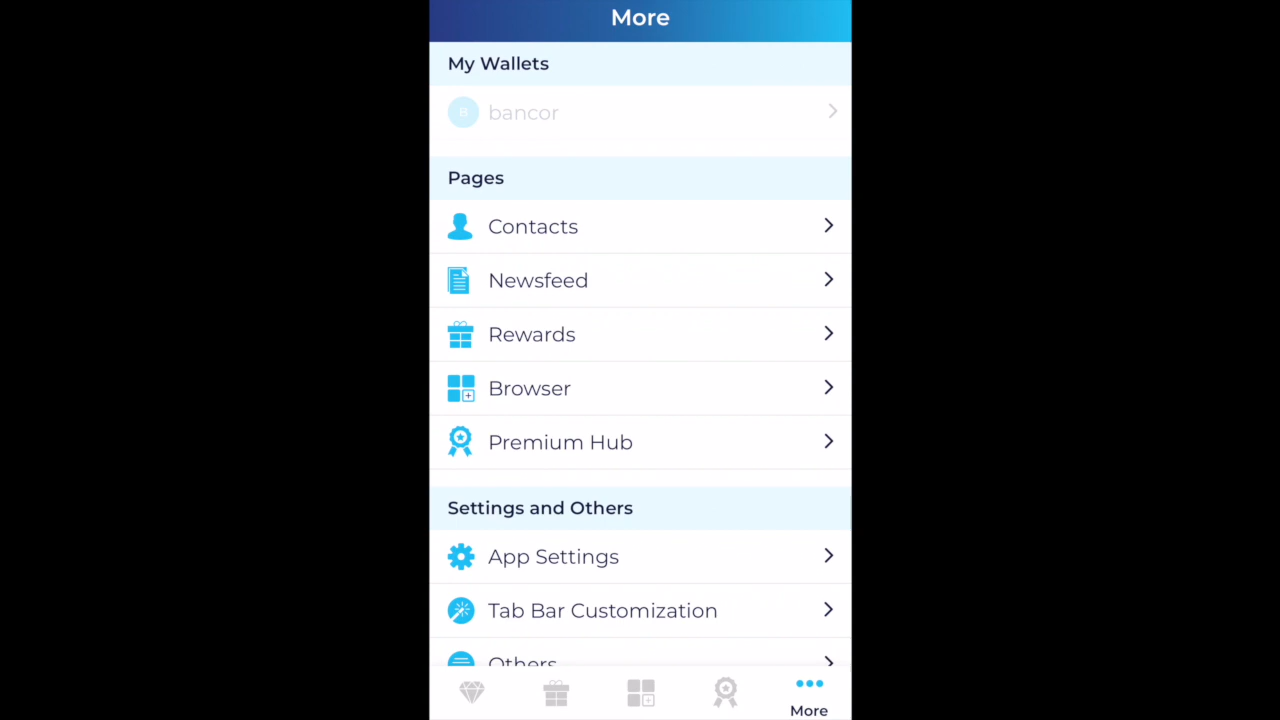 More
My Wallets
B bancor
Pages
Contacts
Newsfeed
Rewards
Browser
Premium Hub
Settings and Others
App Settings
Tab Bar Customization
Others
More